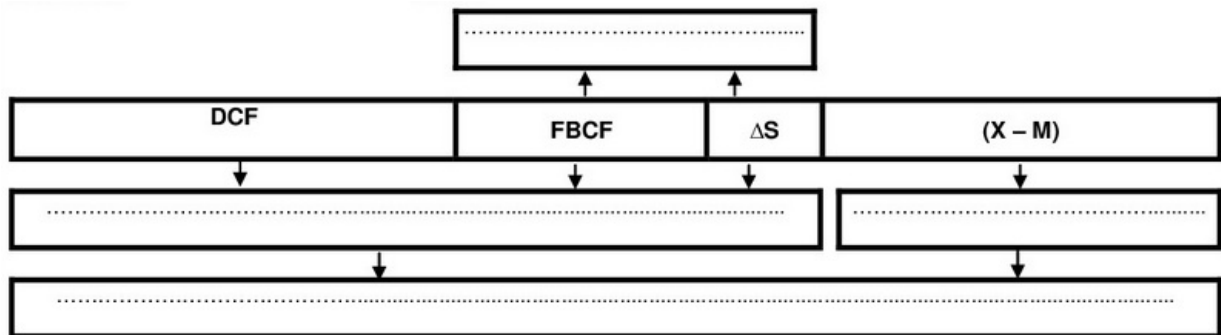 DCF
FBCF
ΔS
(X – M)